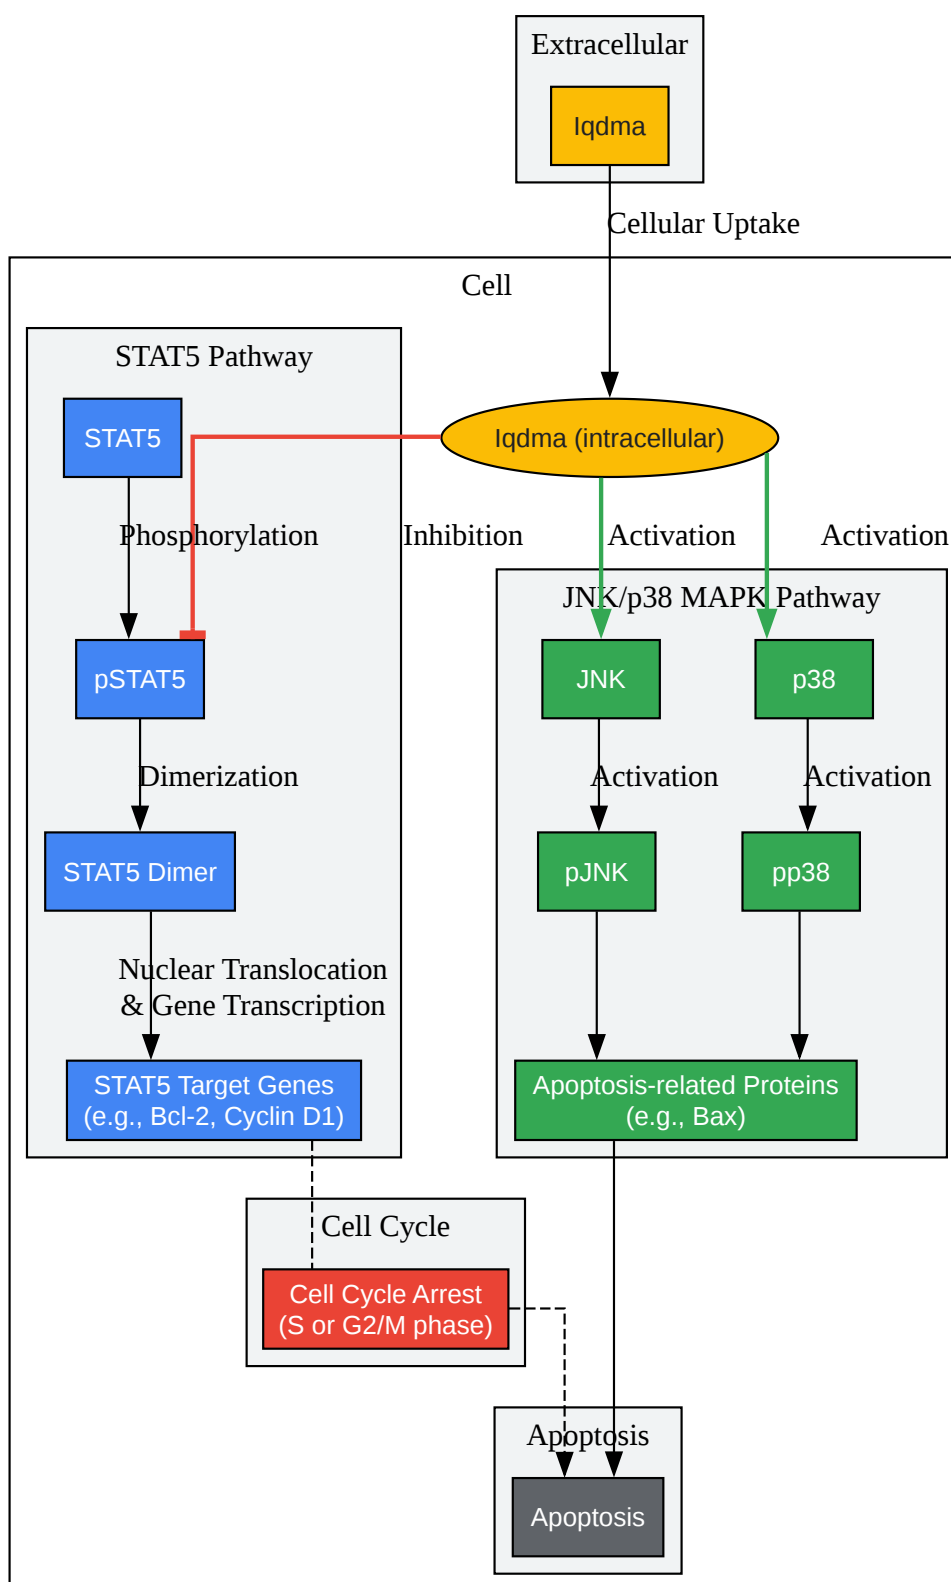 Extracellular
Iqdma
Cellular Uptake
Cell
STAT5 Pathway
STAT5
Iqdma (intracellular)
Phosphorylation
Inhibition
Activation
Activation
JNK/p38 MAPK Pathway
pSTAT5
JNK
p38
Dimerization
Activation
Activation
STAT5 Dimer
pJNK
pp38
Nuclear Translocation
& Gene Transcription
STAT5 Target Genes
(e.g., Bcl-2, Cyclin D1)
Apoptosis-related Proteins
(e.g., Bax)
Cell Cycle
Cell Cycle Arrest
(S or G2/M phase)
Apoptosis
Apoptosis